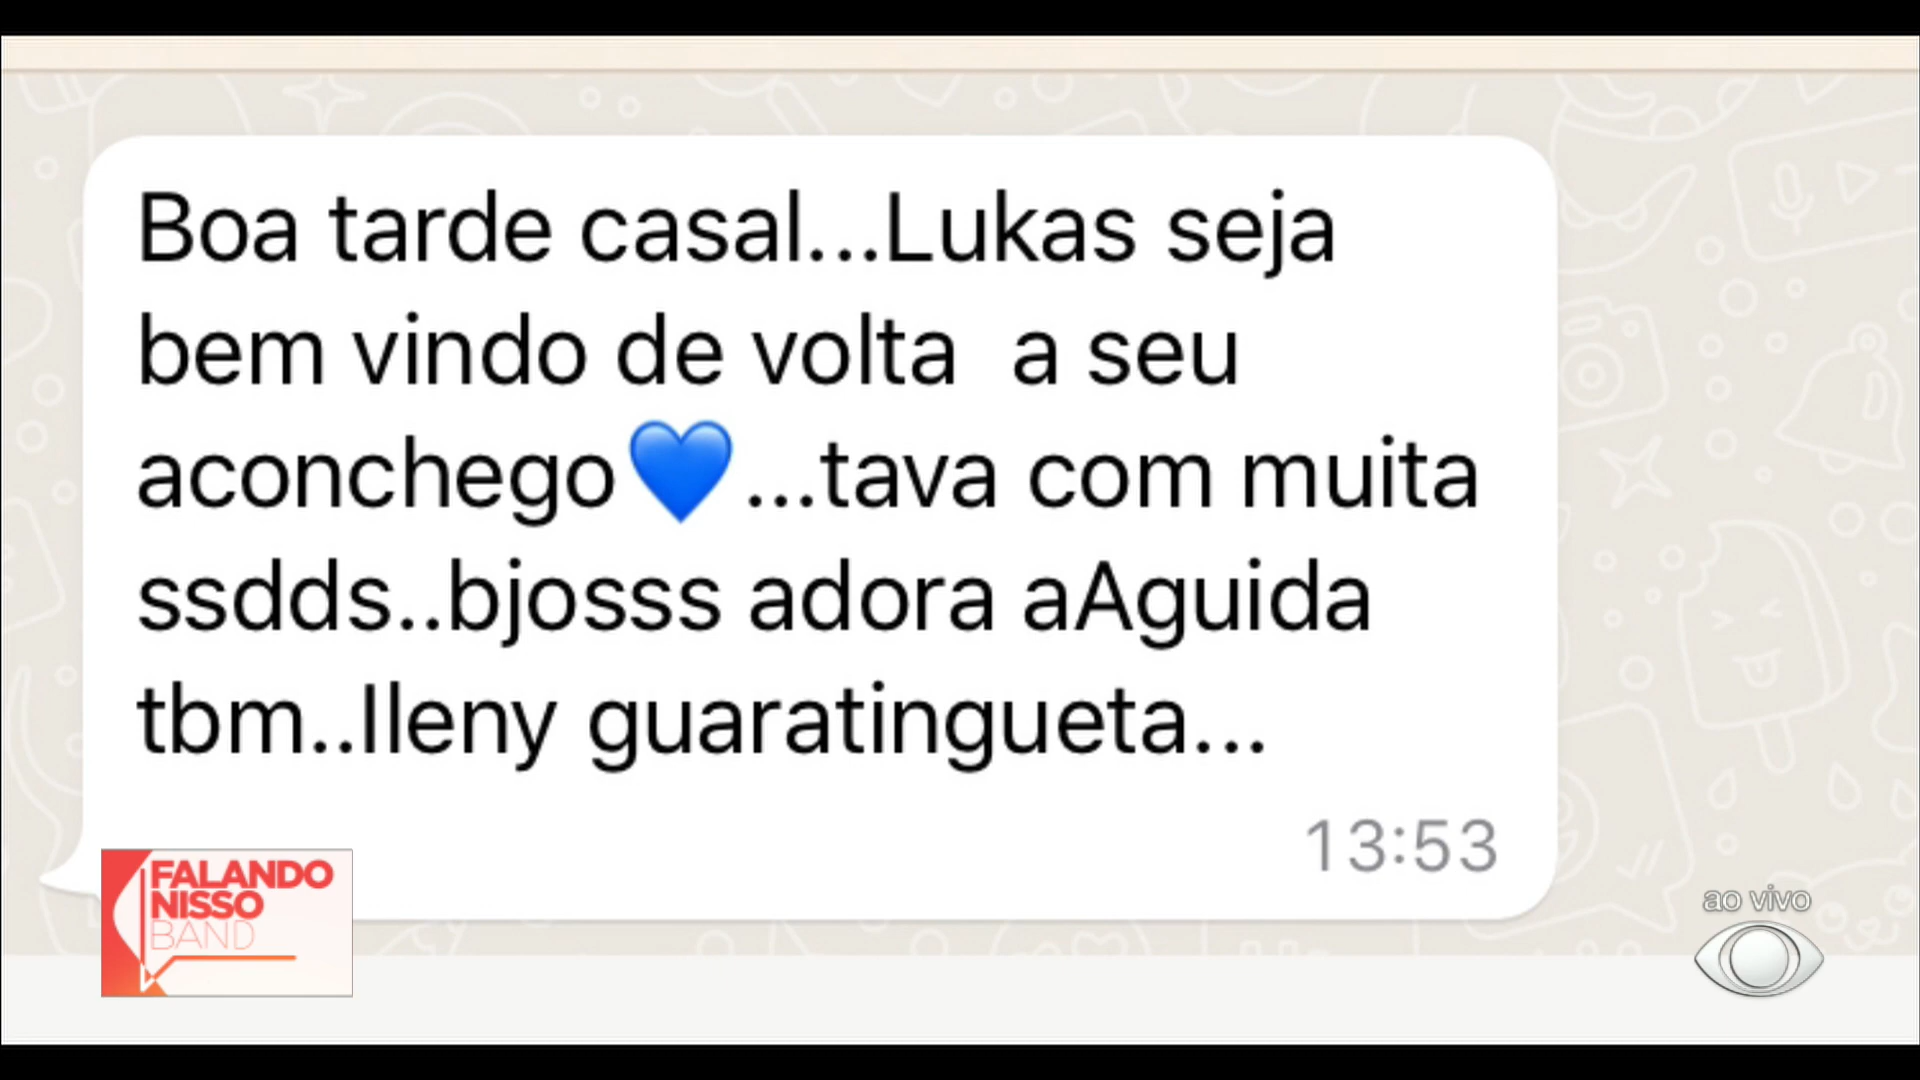 Boa tarde casal...Lukas seja
bem vindo de volta  a seu
aconchego💙...tava com muita
ssdds..bjosss adora aAguida
tbm..Ileny guaratingueta...
13:53
FALANDO
NISSO
BAND
ao vivo